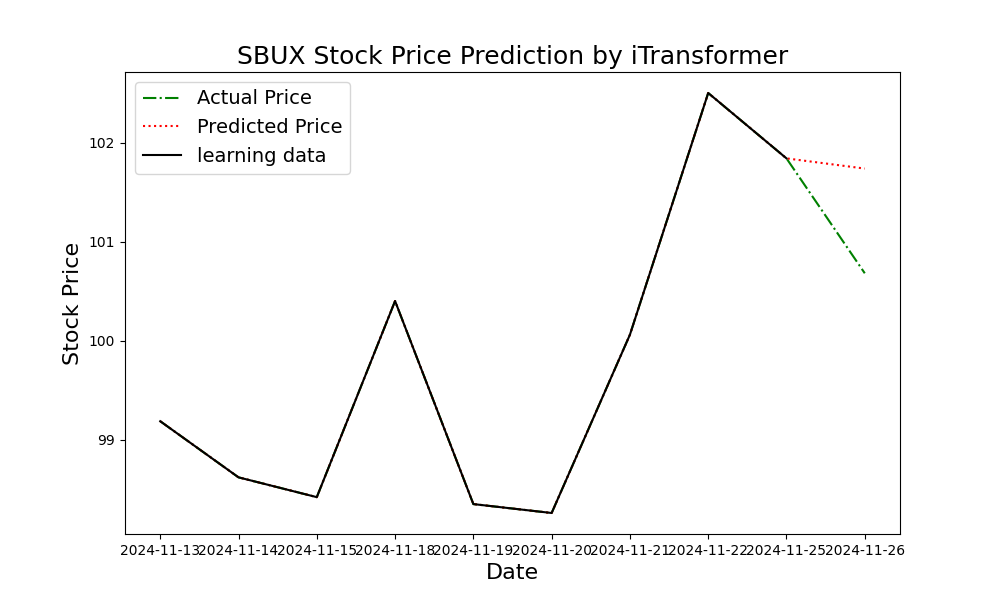 SBUX Stock Price Prediction by iTransformer
Actual Price
Predicted Price
learning data
102
101
100
99
Stock Price
2024-11-13 2024-11-14 2024-11-15 2024-11-18 2024-11-19 2024-11-20 2024-11-21 2024-11-22 2024-11-25 2024-11-26
Date